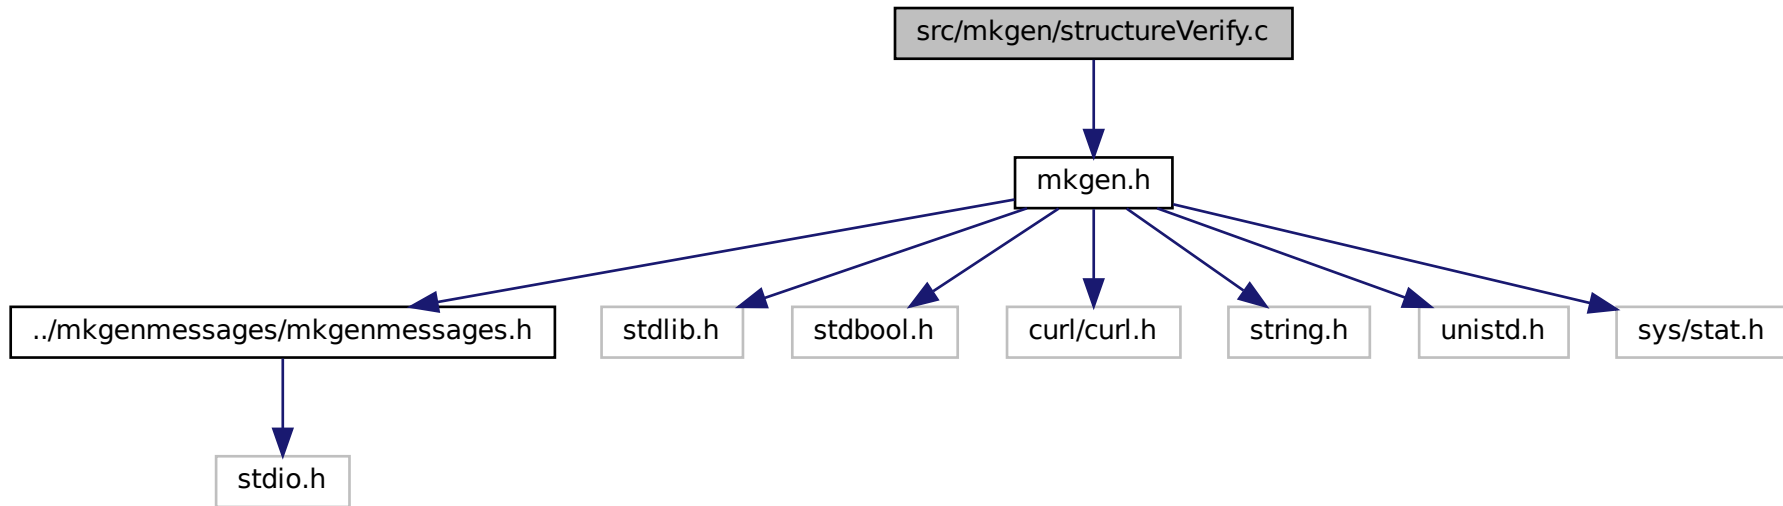 src/mkgen/structureVerify.c
mkgen.h
../mkgenmessages/mkgenmessages.h
stdlib.h
stdbool.h
curl/curl.h
string.h
unistd.h
sys/stat.h
stdio.h